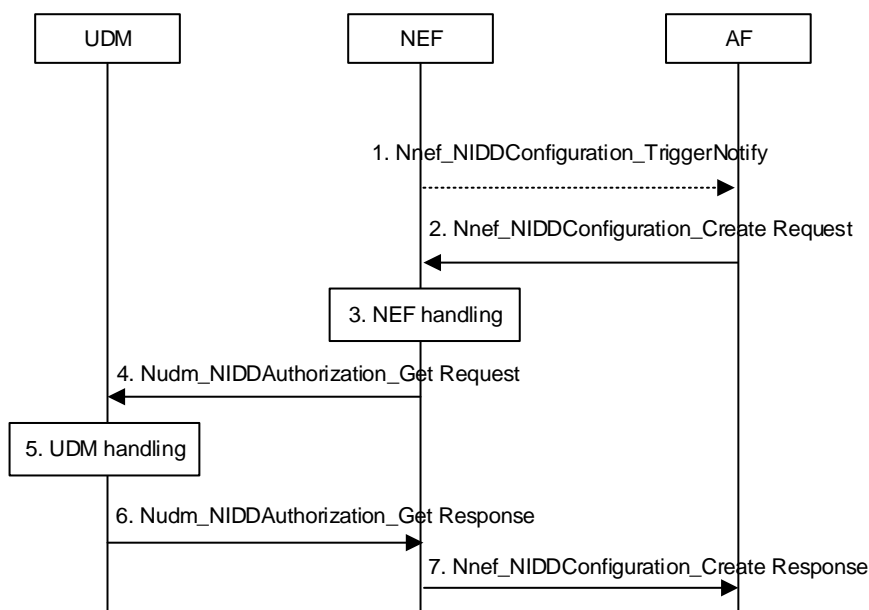 UDM
NEF
AF
1. Nnef_NIDDConfiguration_TriggerNotify
2. Nnef_NIDDConfiguration_Create Request
3. NEF handling
4. Nudm_NIDDAuthorization_Get Request
5. UDM handling
6. Nudm_NIDDAuthorization_Get Response
7. Nnef_NIDDConfiguration_Create Response